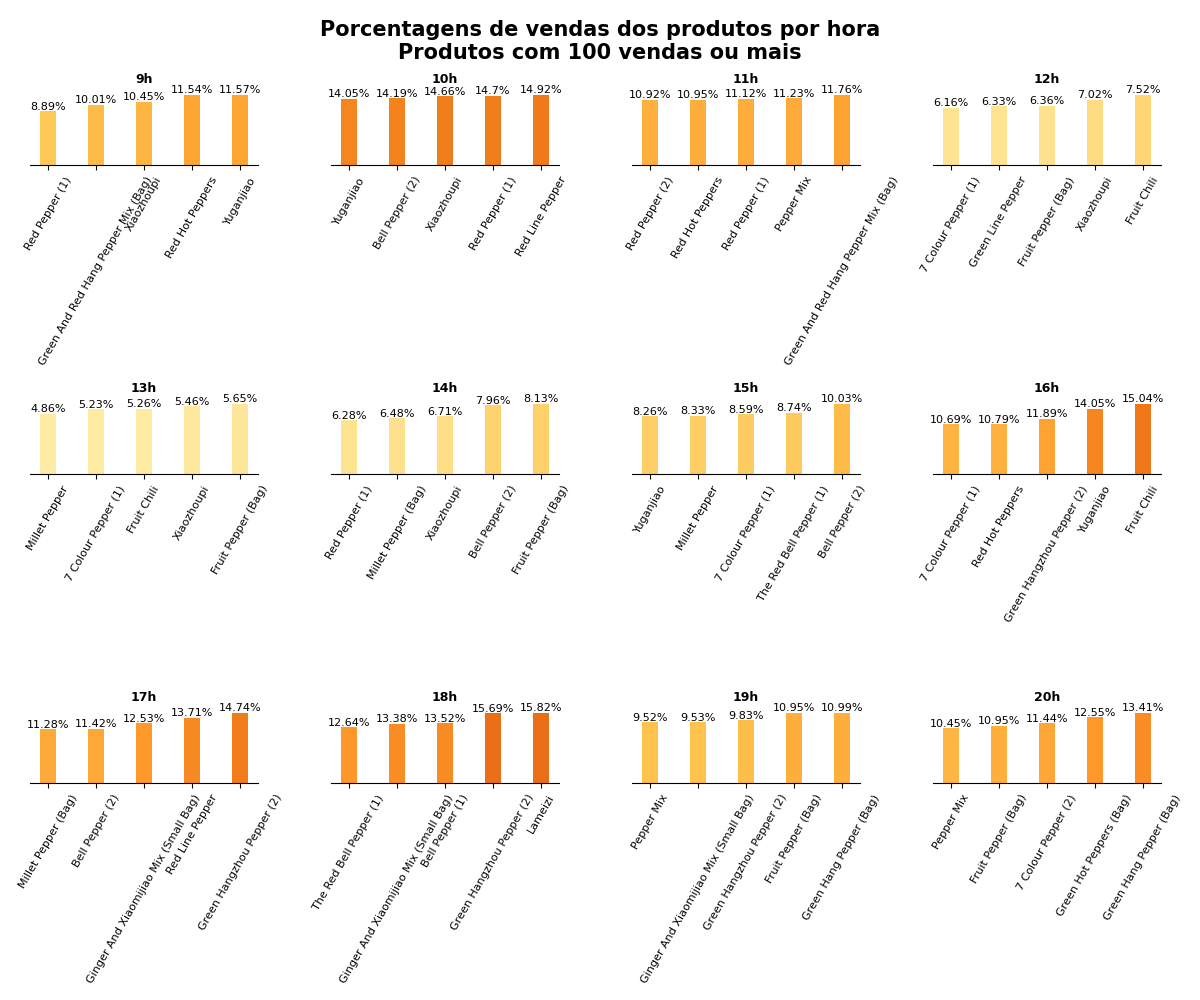 Porcentagens de vendas dos produtos por hora
Produtos com 100 vendas ou mais
9h
8.89%
10.01%
10.45%
11.54%
11.57%
Red Pepper (1)
Green And Red Hang Pepper Mix (Bag)
Xiaozhoupi
Red Hot Peppers
Yuganjiao
10h
14.05%
14.19%
14.66%
14.7%
14.92%
Yuganjiao
Bell Pepper (2)
Xiaozhoupi
Red Pepper (1)
Red Line Pepper
11h
10.92%
10.95%
11.12%
11.23%
11.76%
Red Pepper (2)
Red Hot Peppers
Red Pepper (1)
Pepper Mix
Green And Red Hang Pepper Mix (Bag)
12h
6.16%
6.33%
6.36%
7.02%
7.52%
7 Colour Pepper (1)
Green Line Pepper
Fruit Pepper (Bag)
Xiaozhoupi
Fruit Chili
13h
4.86%
5.23%
5.26%
5.46%
5.65%
Millet Pepper
7 Colour Pepper (1)
Fruit Chili
Xiaozhoupi
Fruit Pepper (Bag)
14h
6.28%
6.48%
6.71%
7.96%
8.13%
Red Pepper (1)
Millet Pepper (Bag)
Xiaozhoupi
Bell Pepper (2)
Fruit Pepper (Bag)
15h
8.26%
8.33%
8.59%
8.74%
10.03%
Yuganjiao
Millet Pepper
7 Colour Pepper (1)
The Red Bell Pepper (1)
Bell Pepper (2)
16h
10.69%
10.79%
11.89%
14.05%
15.04%
7 Colour Pepper (1)
Red Hot Peppers
Green Hangzhou Pepper (2)
Yuganjiao
Fruit Chili
17h
11.28%
11.42%
12.53%
13.71%
14.74%
Millet Pepper (Bag)
Bell Pepper (2)
Ginger And Xiaomijiao Mix (Small Bag)
Red Line Pepper
Green Hangzhou Pepper (2)
18h
12.64%
13.38%
13.52%
15.69%
15.82%
The Red Bell Pepper (1)
Ginger And Xiaomijiao Mix (Small Bag)
Bell Pepper (1)
Green Hangzhou Pepper (2)
Lameizi
19h
9.52%
9.53%
9.83%
10.95%
10.99%
Pepper Mix
Ginger And Xiaomijiao Mix (Small Bag)
Green Hangzhou Pepper (2)
Fruit Pepper (Bag)
Green Hang Pepper (Bag)
20h
10.45%
10.95%
11.44%
12.55%
13.41%
Pepper Mix
Fruit Pepper (Bag)
7 Colour Pepper (2)
Green Hot Peppers (Bag)
Green Hang Pepper (Bag)